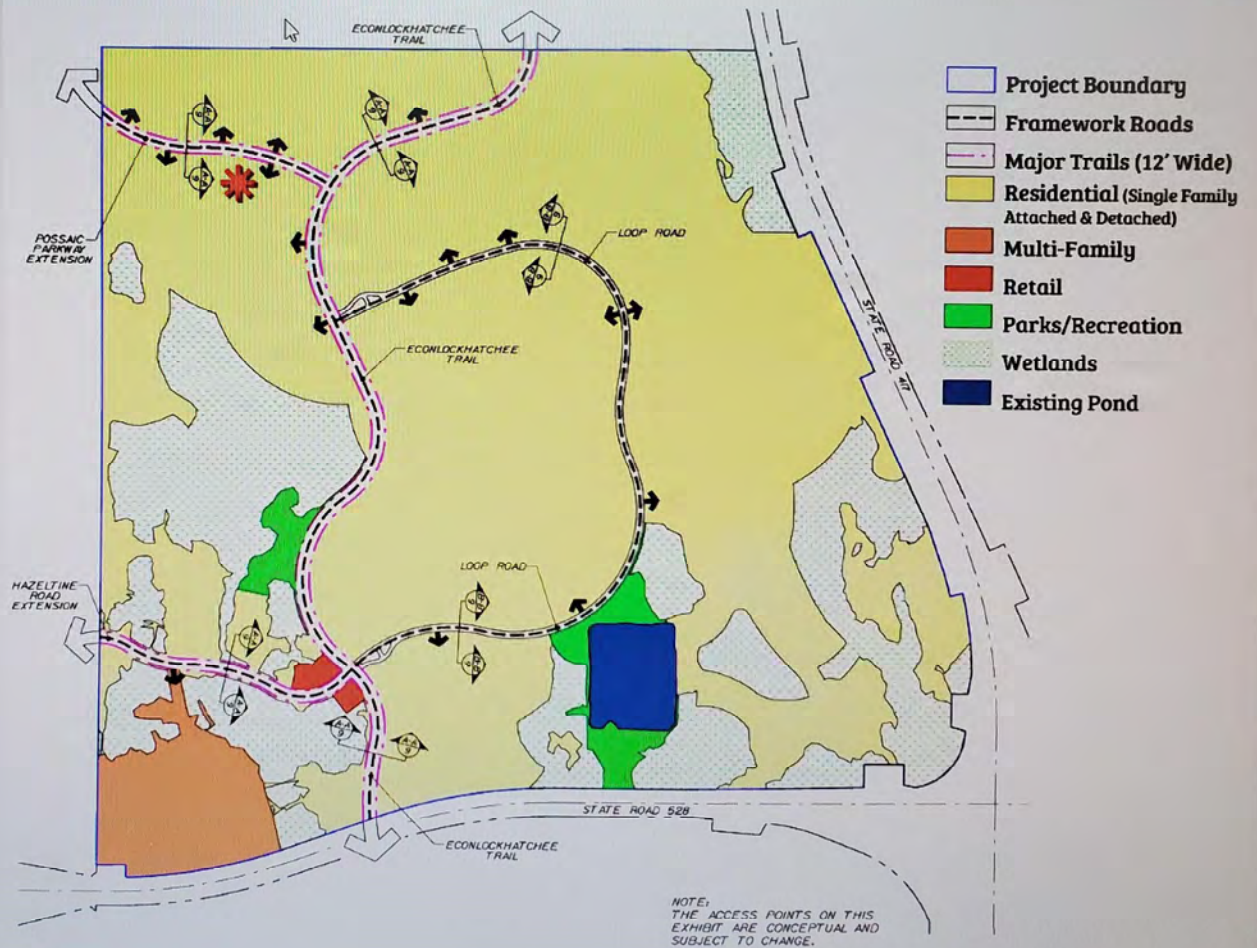 ECONLOCKHATCHEE
TRAIL
POSSAIC
PARKWAY
EXTENSION
LOOP ROAD
ECONLOCKHATCHEE
TRAIL
STATE ROAD 417
HAZELTINE
ROAD
EXTENSION
LOOP ROAD
STATE ROAD 528
ECONLOCKHATCHEE
TRAIL
Project Boundary
Framework Roads
Major Trails (12' Wide)
Residential (Single Family
Attached & Detached)
Multi-Family
Retail
Parks/Recreation
Wetlands
Existing Pond
NOTE:
THE ACCESS POINTS ON THIS
EXHIBIT ARE CONCEPTUAL AND
SUBJECT TO CHANGE.